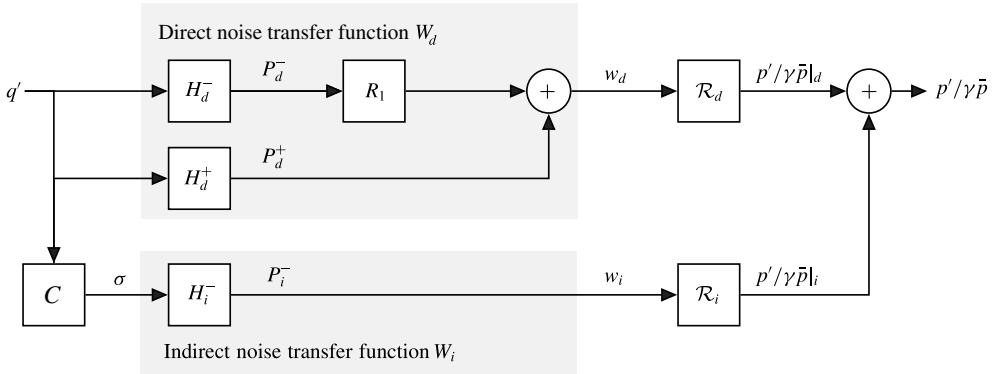 Direct noise transfer function W_d
q′
H_d^−
P_d^−
R_1
+
w_d
ℛ_d
p′/γp̄|_d
+
p′/γp̄
H_d^+
P_d^+
C
σ
H_i^−
P_i^−
w_i
ℛ_i
p′/γp̄|_i
Indirect noise transfer function W_i